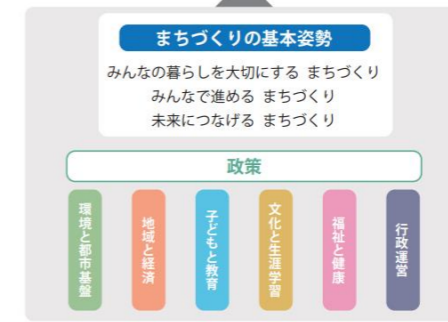 まちづくりの基本姿勢
みんなの暮らしを大切にする まちづくり
みんなで進める まちづくり
未来につなげる まちづくり
政策
環境と都市基盤
地域と経済
子どもと教育
文化と生涯学習
福祉と健康
行政運営